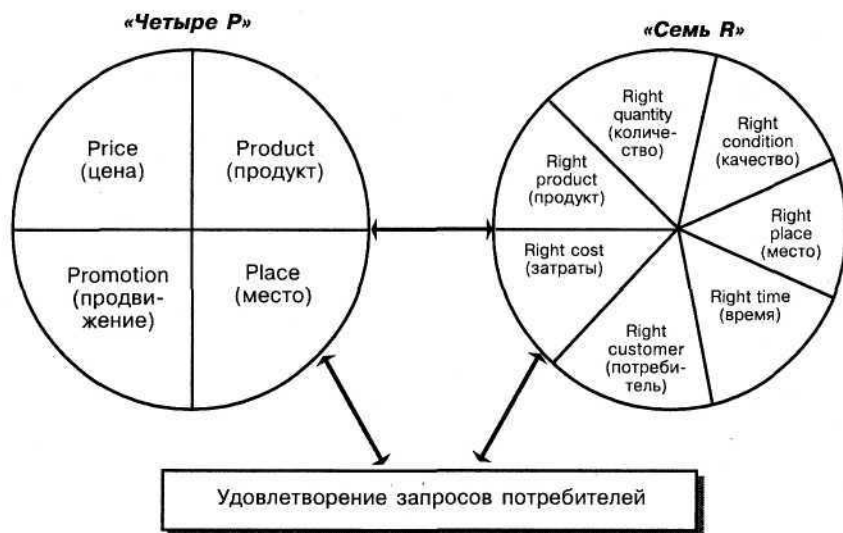 «Четыре P»
Price
(цена)
Product
(продукт)
Promotion
(продви-
жение)
Place
(место)
«Семь R»
Right
quantity
(количе-
ство)
Right
condition
(качество)
Right
product
(продукт)
Right
place
(место)
Right cost
(затраты)
Right time
(время)
Right
customer
(потреби-
тель)
Удовлетворение запросов потребителей